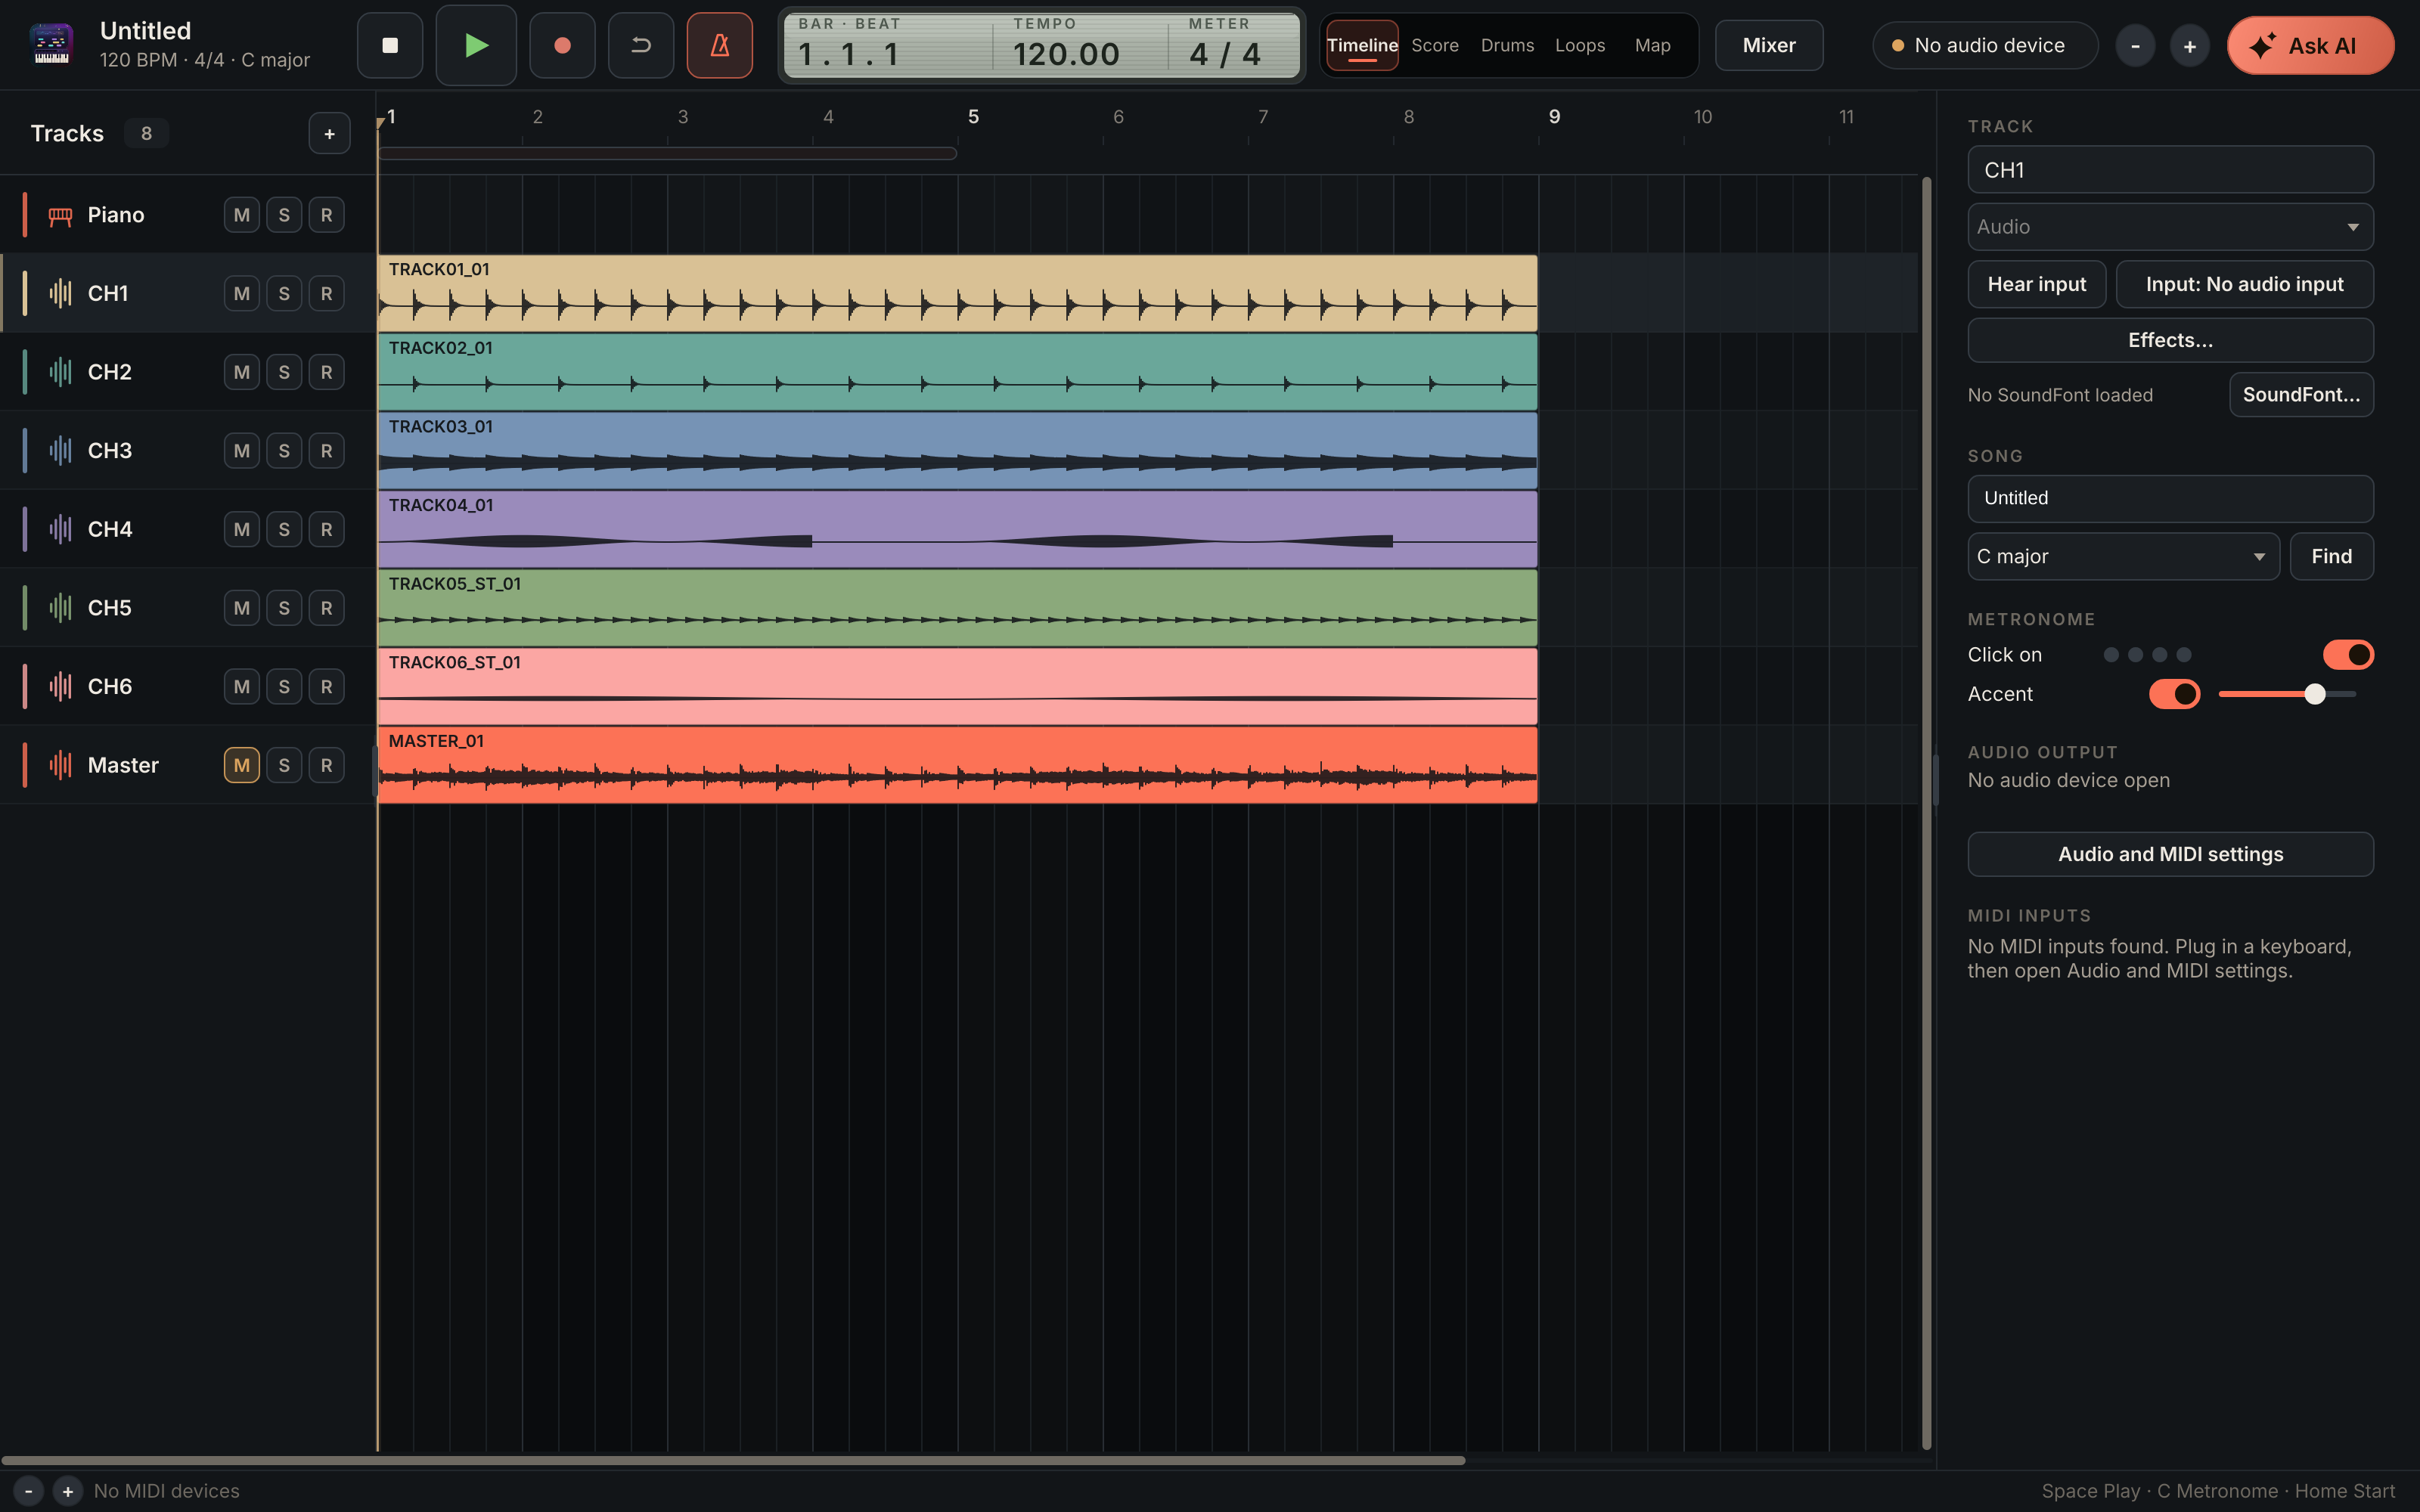 Untitled
120 BPM · 4/4 · C major
BAR · BEAT
1 . 1 . 1
TEMPO
120.00
METER
4 / 4
Timeline Score Drums Loops Map
Mixer
No audio device
- +
Ask AI
Tracks 8 +
1 2 3 4 5 6 7 8 9 10 11
Piano M S R
CH1 M S R
TRACK01_01
CH2 M S R
TRACK02_01
CH3 M S R
TRACK03_01
CH4 M S R
TRACK04_01
CH5 M S R
TRACK05_ST_01
CH6 M S R
TRACK06_ST_01
Master M S R
MASTER_01
TRACK
CH1
Audio
Hear input
Input: No audio input
Effects...
No SoundFont loaded
SoundFont...
SONG
Untitled
C major
Find
METRONOME
Click on
Accent
AUDIO OUTPUT
No audio device open
Audio and MIDI settings
MIDI INPUTS
No MIDI inputs found. Plug in a keyboard,
then open Audio and MIDI settings.
- + No MIDI devices
Space Play · C Metronome · Home Start